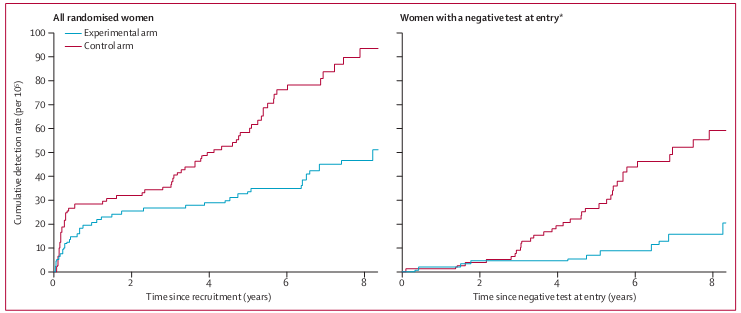 All randomised women
Experimental arm
Control arm
Cumulative detection rate (per 10⁵)
100
90
80
70
60
50
40
30
20
10
0
0 2 4 6 8
Time since recruitment (years)
Women with a negative test at entry*
0 2 4 6 8
Time since negative test at entry (years)